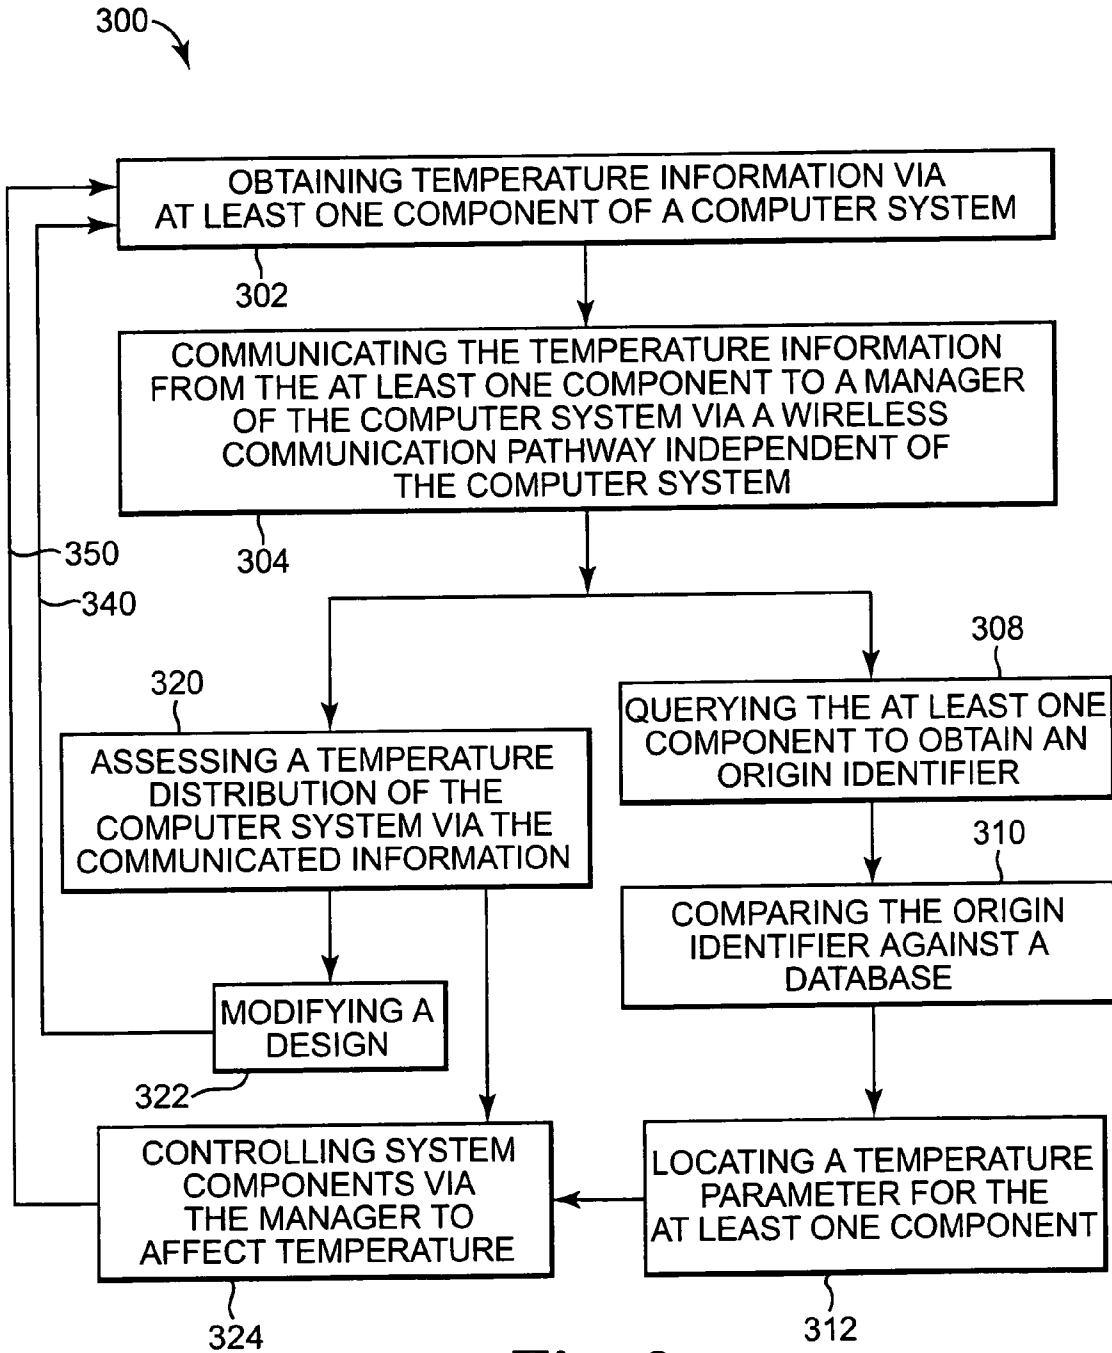 300
OBTAINING TEMPERATURE INFORMATION VIA
AT LEAST ONE COMPONENT OF A COMPUTER SYSTEM
302
COMMUNICATING THE TEMPERATURE INFORMATION
FROM THE AT LEAST ONE COMPONENT TO A MANAGER
OF THE COMPUTER SYSTEM VIA A WIRELESS
COMMUNICATION PATHWAY INDEPENDENT OF
THE COMPUTER SYSTEM
304
350
340
320
ASSESSING A TEMPERATURE
DISTRIBUTION OF THE
COMPUTER SYSTEM VIA THE
COMMUNICATED INFORMATION
308
QUERYING THE AT LEAST ONE
COMPONENT TO OBTAIN AN
ORIGIN IDENTIFIER
310
COMPARING THE ORIGIN
IDENTIFIER AGAINST A
DATABASE
MODIFYING A
DESIGN
322
CONTROLLING SYSTEM
COMPONENTS VIA
THE MANAGER TO
AFFECT TEMPERATURE
324
LOCATING A TEMPERATURE
PARAMETER FOR THE
AT LEAST ONE COMPONENT
312